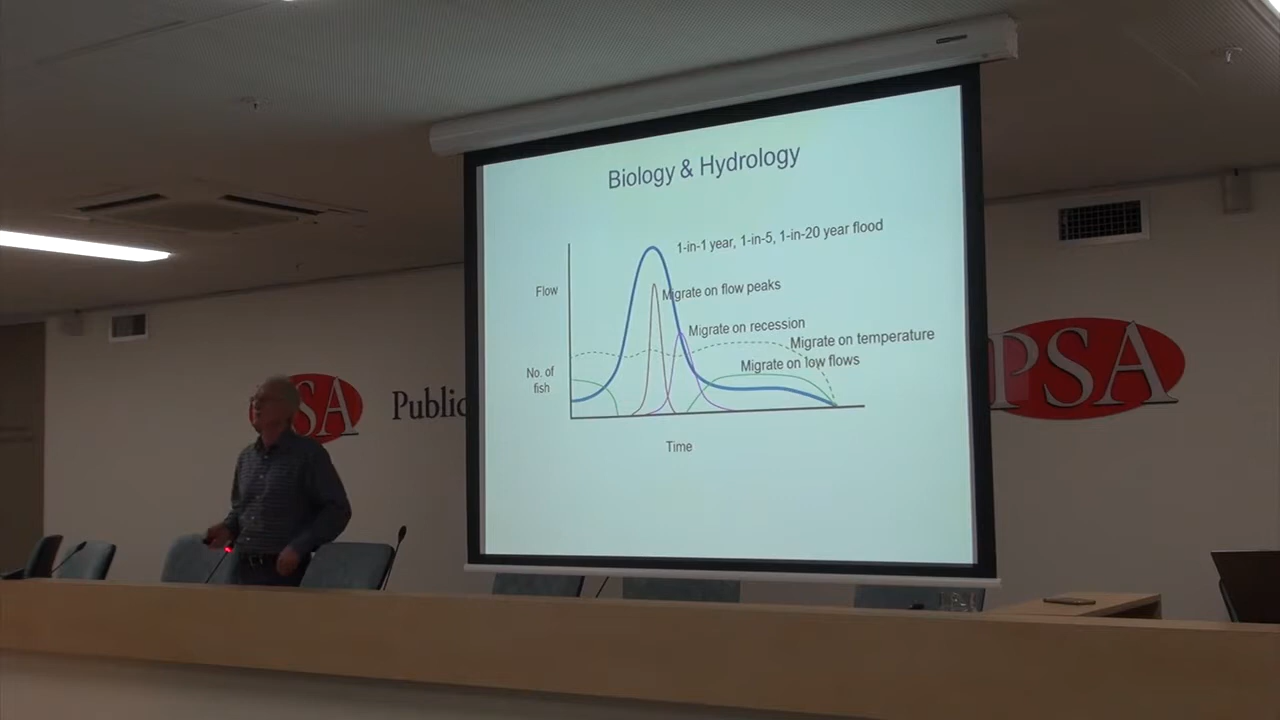 Biology & Hydrology
1-in-1 year, 1-in-5, 1-in-20 year flood
Flow
Migrate on flow peaks
Migrate on recession
Migrate on temperature
Migrate on low flows
No. of
fish
Time
PSA
Public
PSA